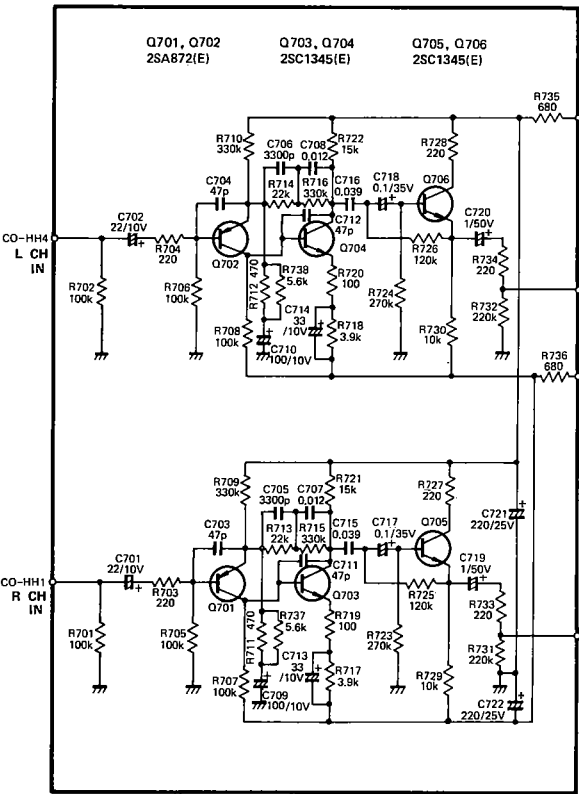 Q701, Q702 Q703, Q704 Q705, Q706
2SA872(E) 2SC1345(E) 2SC1345(E)
R735
680
R710
330k
C706
3300p
C708
0.012
R722
15k
R728
220
C704
47p
R714
22k
R716
330k
C716
0.039
C718
0.1/35V
Q706
C702
22/10V
+
C712
47p
C720
1/50V
+
CO-HH4
L CH
IN
R704
220
Q702
Q704
R726
120k
R734
220
R702
100k
R706
100k
R712 470
R738
5.6k
R720
100
R724
270k
R732
220k
C714
33
/10V
+
R708
100k
R718
3.9k
R730
10k
C710
100/10V
+
R736
680
R709
330k
C705
3300p
C707
0.012
R721
15k
R727
220
C721
220/25V
+
C703
47p
R713
22k
R715
330k
C715
0.039
C717
0.1/35V
Q705
C701
22/10V
+
C711
47p
C719
1/50V
+
CO-HH1
R CH
IN
R703
220
Q701
Q703
R725
120k
R733
220
R701
100k
R705
100k
R711 470
R737
5.6k
R719
100
R723
270k
R731
220k
C713
33
/10V
+
R707
100k
R717
3.9k
R729
10k
C709
100/10V
+
C722
220/25V
+